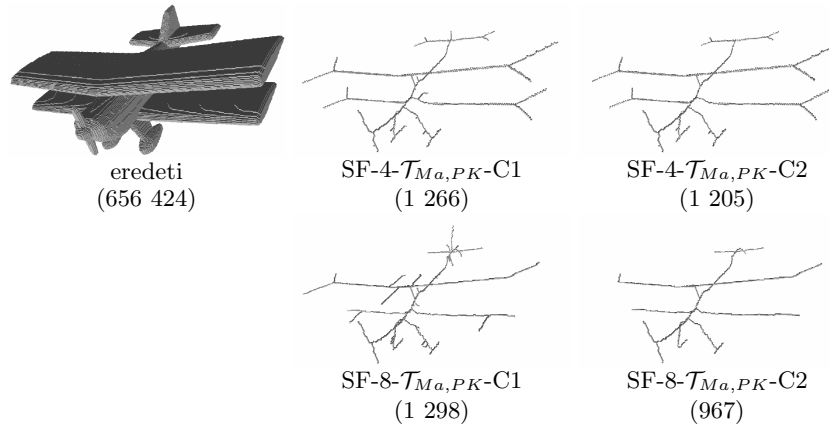 eredeti
(656 424)
SF-4-𝒯Ma,PK-C1
(1 266)
SF-4-𝒯Ma,PK-C2
(1 205)
SF-8-𝒯Ma,PK-C1
(1 298)
SF-8-𝒯Ma,PK-C2
(967)